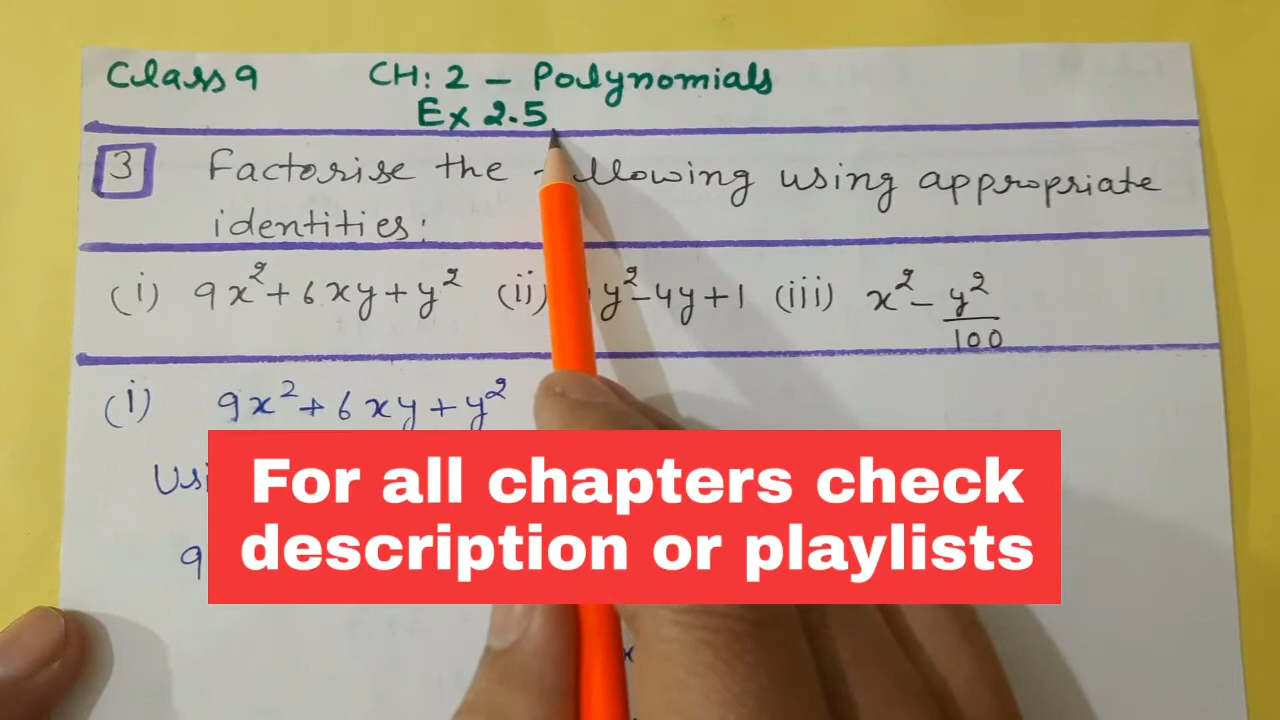 Class 9 CH: 2 - Polynomials
Ex 2.5
3 Factorise the using appropriate
identities:
(i) 9x²+6xy+y² (ii) y²-4y+1 (iii) x² - y²/100
(i) 9x²+6xy+y²
For all chapters check
description or playlists
9
x